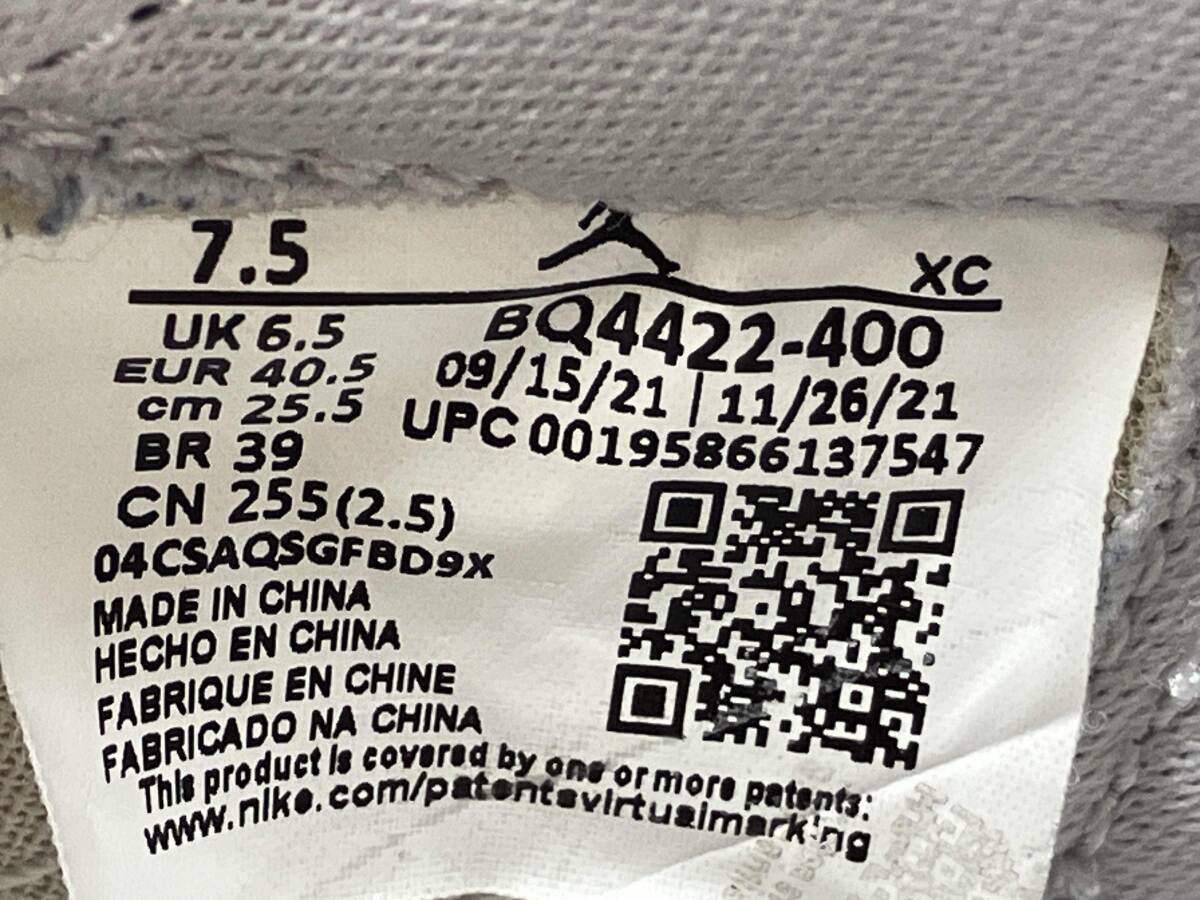 7.5
XC
UK 6.5
EUR 40.5
cm 25.5
BR 39
CN 255(2.5)
BQ4422-400
09/15/21 | 11/26/21
UPC 00195866137547
04CSAQSGFBD9X
MADE IN CHINA
HECHO EN CHINA
FABRIQUE EN CHINE
FABRICADO NA CHINA
This product is covered by one or more patents:
www.nike.com/patentsvirtualmarking